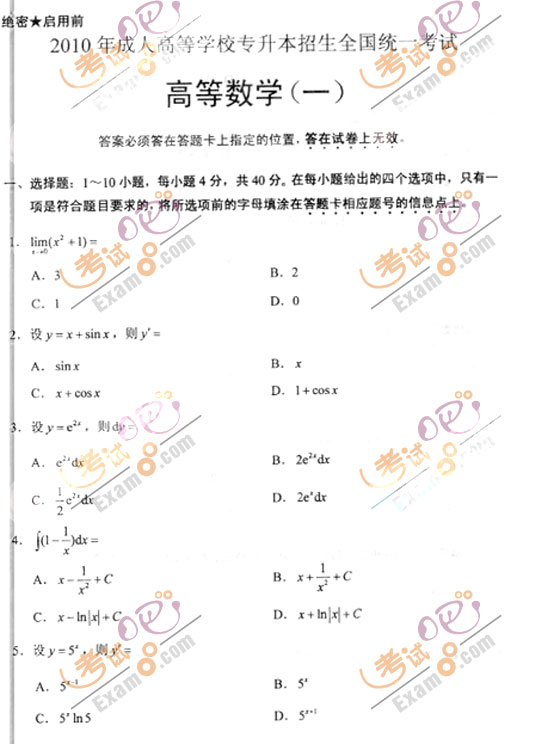 绝密★启用前
2010年成人高等学校专升本招生全国统一考试
高等数学(一)
答案必须答在答题卡上指定的位置,答在试卷上无效。
一、选择题:1~10小题,每小题4分,共40分。在每小题给出的四个选项中,只有一
项是符合题目要求的,将所选项前的字母填涂在答题卡相应题号的信息点上。
1. lim(x²+1)=
x→0
A. 3 B. 2
C. 1 D. 0
2. 设 y=x+sin x,则 y′=
A. sin x B. x
C. x+cos x D. 1+cos x
3. 设 y=e²ˣ,则 dy=
A. e²ˣdx B. 2e²ˣdx
C. 1/2 e²ˣdx D. 2eˣdx
4. ∫(1-1/x)dx=
A. x-1/x²+C B. x+1/x²+C
C. x-ln|x|+C D. x+ln|x|+C
5. 设 y=5ˣ,则 y′=
A. 5ˣ⁻¹ B. 5ˣ
C. 5ˣ ln5 D. 5ˣ⁺¹
考试吧
Exam8.com